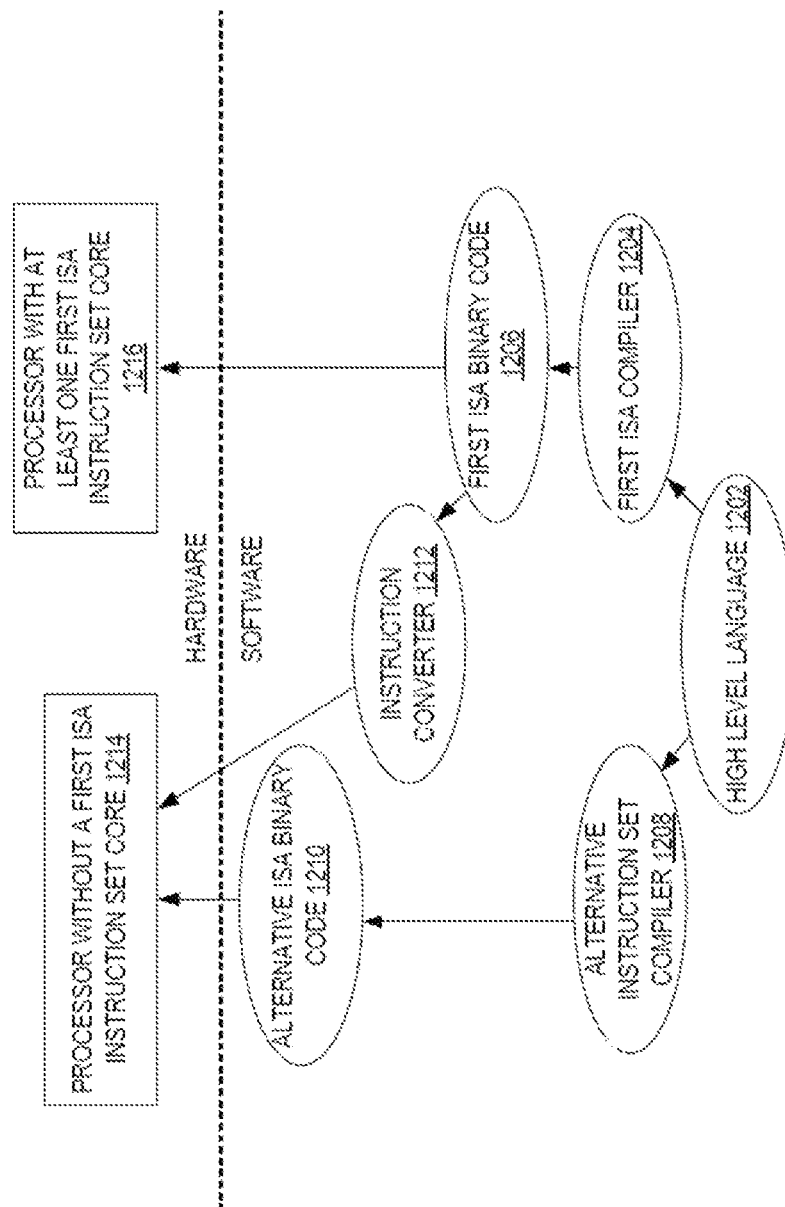 PROCESSOR WITHOUT A FIRST ISA
INSTRUCTION SET CORE 1214
PROCESSOR WITH AT
LEAST ONE FIRST ISA
INSTRUCTION SET CORE
1216
HARDWARE
SOFTWARE
ALTERNATIVE ISA BINARY
CODE 1210
INSTRUCTION
CONVERTER 1212
FIRST ISA BINARY CODE
1206
ALTERNATIVE
INSTRUCTION SET
COMPILER 1208
FIRST ISA COMPILER 1204
HIGH LEVEL LANGUAGE 1202